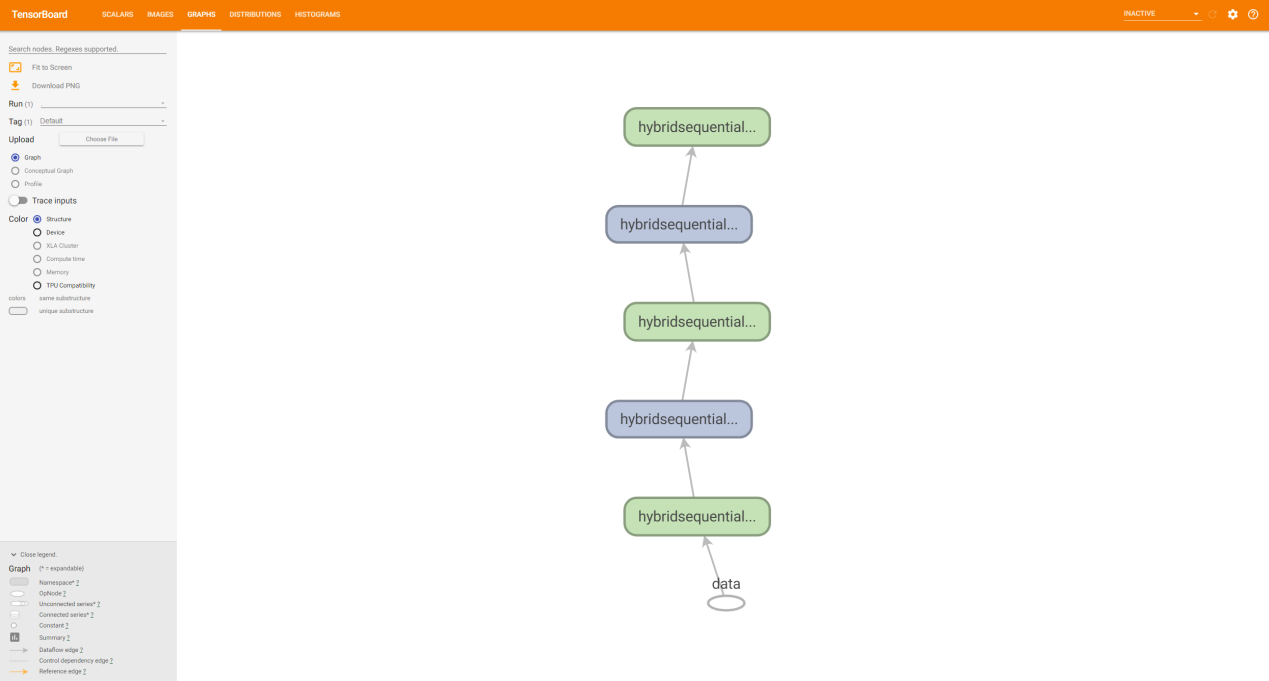 TensorBoard SCALARS IMAGES GRAPHS DISTRIBUTIONS HISTOGRAMS INACTIVE
Search nodes. Regexes supported.
Fit to Screen
Download PNG
Run (1)
Tag (1) Default
Upload Choose File
Graph
Conceptual Graph
Profile
Trace inputs
Color Structure
Device
XLA Cluster
Compute time
Memory
TPU Compatibility
colors same substructure
unique substructure
Close legend.
Graph (* = expandable)
Namespace* ?
OpNode ?
Unconnected series* ?
Connected series* ?
Constant ?
Summary ?
Dataflow edge ?
Control dependency edge ?
Reference edge ?
hybridsequential...
hybridsequential...
hybridsequential...
hybridsequential...
hybridsequential...
data